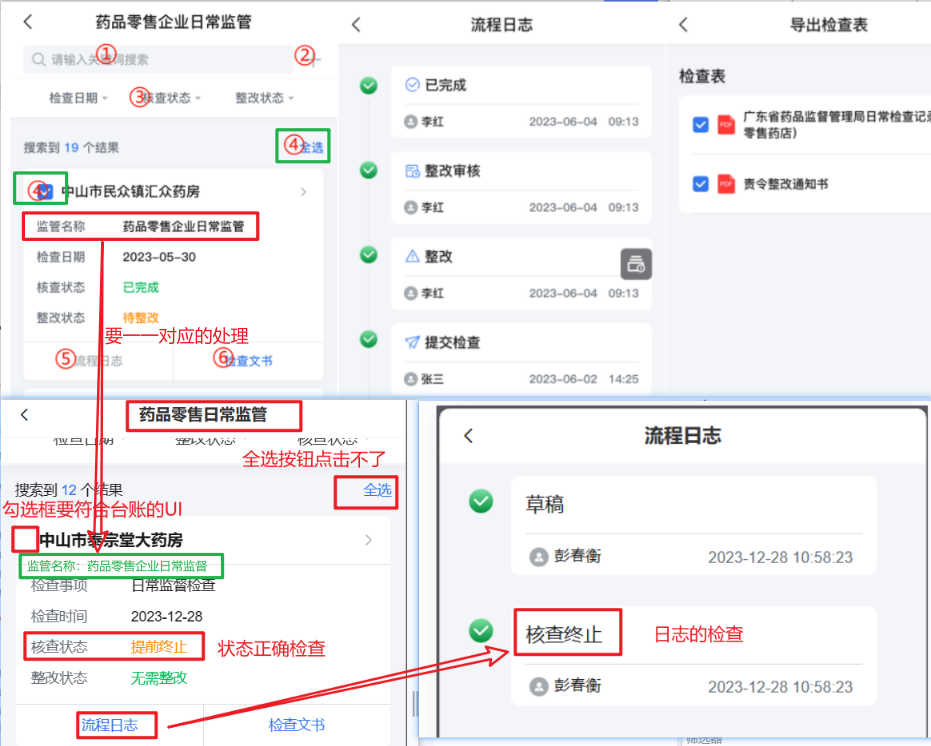 药品零售企业日常监管
请输入关键词搜索
①
②
检查日期
③
核查状态
整改状态
搜索到 19 个结果
④
全选
④
中山市民众镇汇众药房
监管名称 药品零售企业日常监管
检查日期 2023-05-30
核查状态 已完成
整改状态 待整改
要一一对应的处理
⑤
流程日志
⑥
检查文书
流程日志
已完成
李红 2023-06-04 09:13
整改审核
李红 2023-06-04 09:13
整改
李红 2023-06-04 09:13
提交检查
张三 2023-06-02 14:25
导出检查表
检查表
PDF
广东省药品监督管理局日常检查记录
零售药店）
PDF
责令整改通知书
药品零售日常监管
检查日期 整改状态 核查状态
全选按钮点击不了
搜索到 12 个结果
全选
勾选框要符合台账的UI
中山市泰宗堂大药房
监管名称：药品零售企业日常监督
检查事项 日常监督检查
检查时间 2023-12-28
核查状态 提前终止
状态正确检查
整改状态 无需整改
流程日志 检查文书
流程日志
草稿
彭春衡 2023-12-28 10:58:23
核查终止
日志的检查
彭春衡 2023-12-28 10:58:23
筛选器